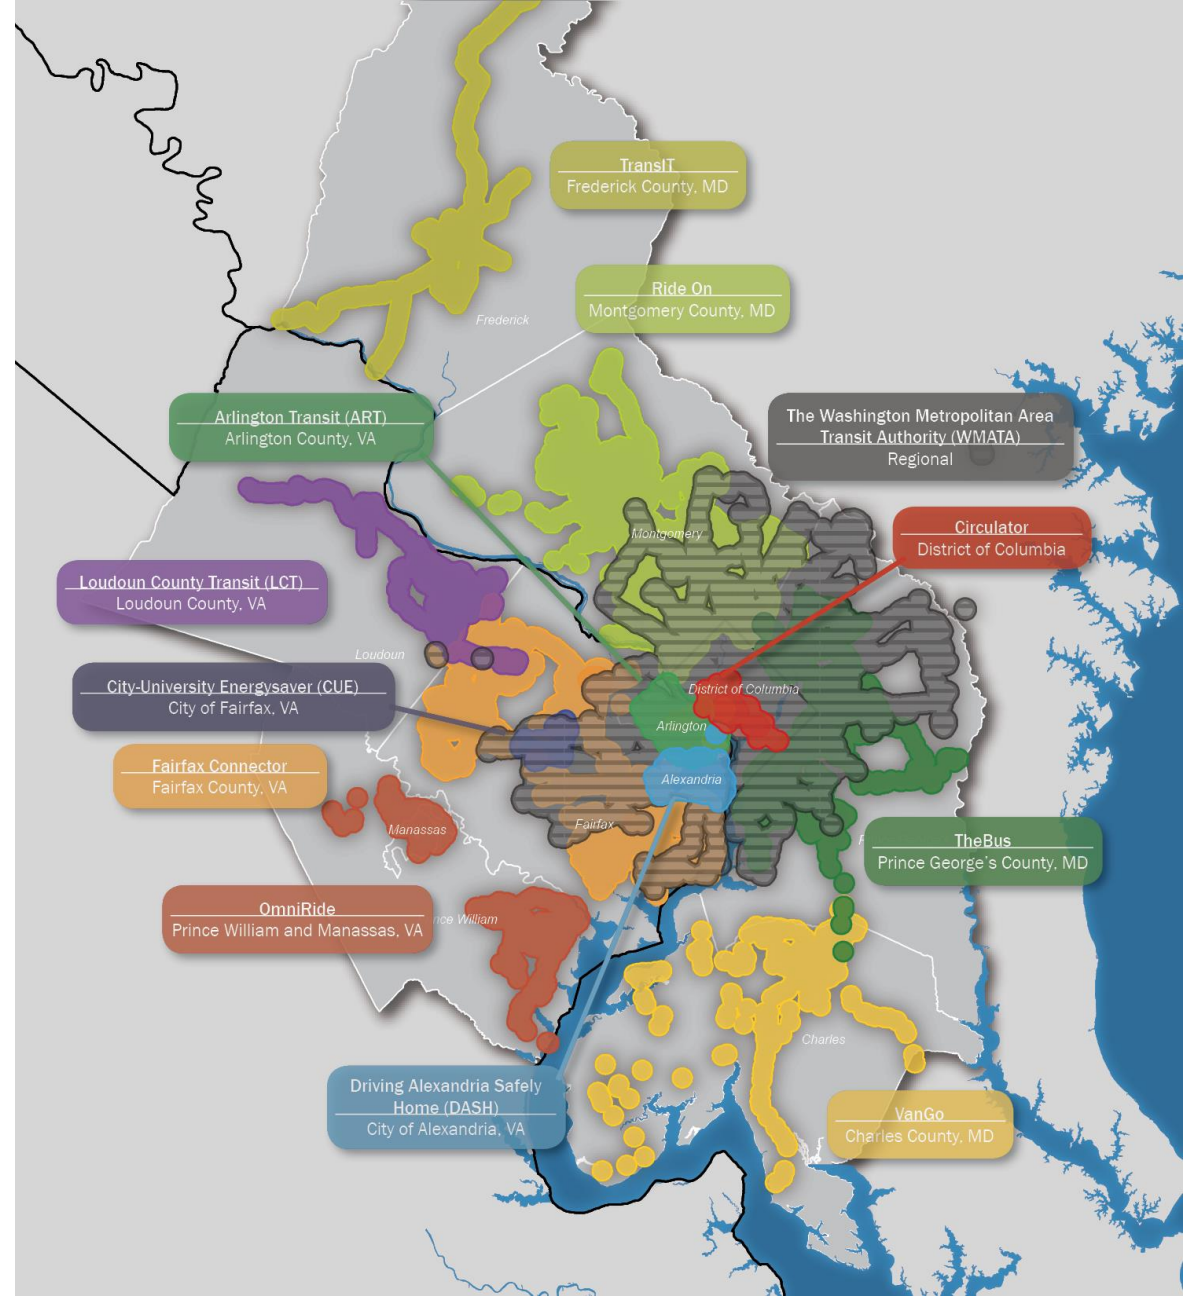 TransIT
Frederick County, MD
Ride On
Montgomery County, MD
Frederick
Arlington Transit (ART)
Arlington County, VA
The Washington Metropolitan Area
Transit Authority (WMATA)
Regional
Montgomery
Circulator
District of Columbia
Loudoun County Transit (LCT)
Loudoun County, VA
Loudoun
City-University Energysaver (CUE)
City of Fairfax, VA
District of Columbia
Arlington
Fairfax Connector
Fairfax County, VA
Alexandria
Manassas
Fairfax
TheBus
Prince George's County, MD
OmniRide
Prince William and Manassas, VA
nce William
Charles
Driving Alexandria Safely
Home (DASH)
City of Alexandria, VA
VanGo
Charles County, MD